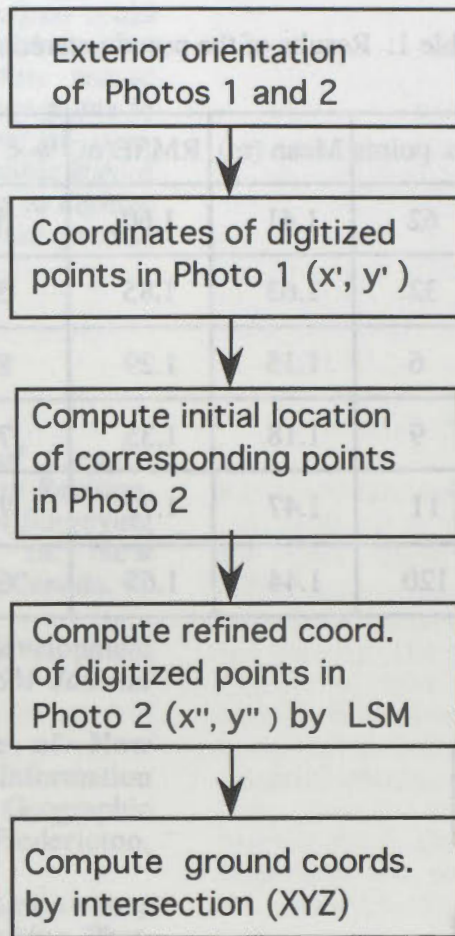 Exterior orientation
of Photos 1 and 2
Coordinates of digitized
points in Photo 1 (x', y' )
Compute initial location
of corresponding points
in Photo 2
Compute refined coord.
of digitized points in
Photo 2 (x", y" ) by LSM
Compute ground coords.
by intersection (XYZ)